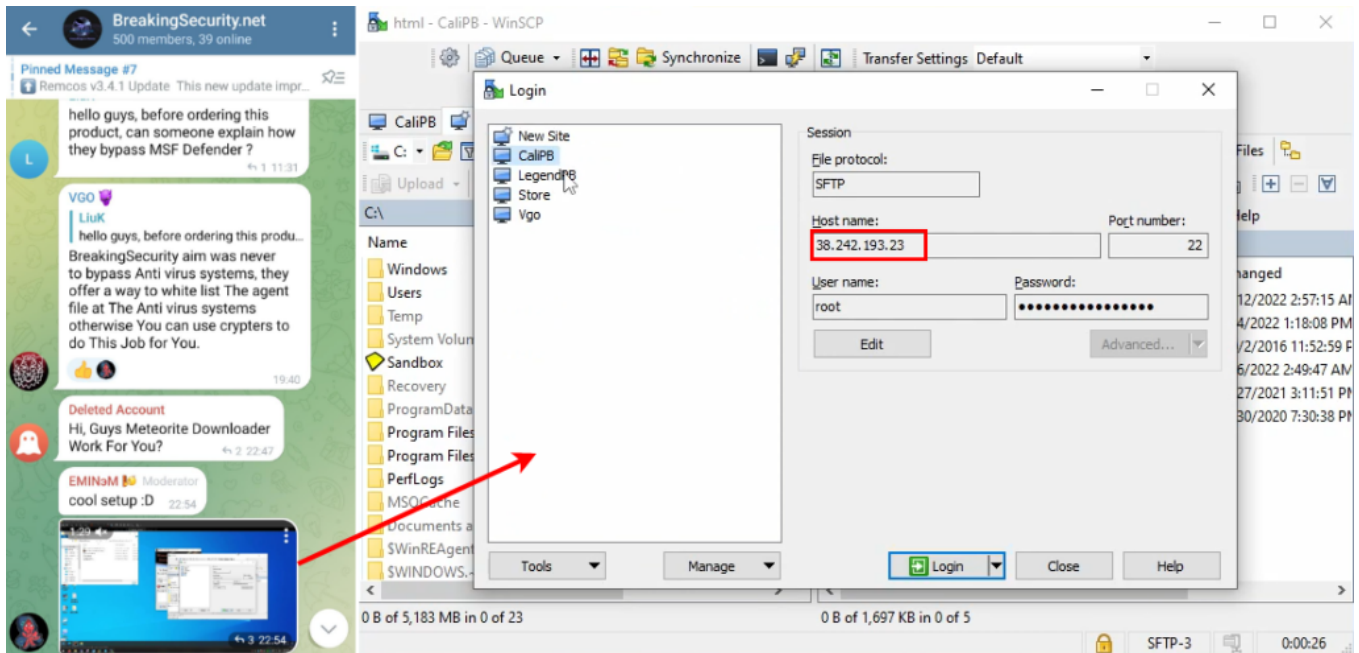 BreakingSecurity.net
500 members, 39 online
Pinned Message #7
Remcos v3.4.1 Update This new update impr...
hello guys, before ordering this
product, can someone explain how
they bypass MSF Defender ?
1 11:31
L
VGO
LiuK
hello guys, before ordering this produ...
BreakingSecurity aim was never
to bypass Anti virus systems, they
offer a way to white list The agent
file at The Anti virus systems
otherwise You can use crypters to
do This Job for You.
19:40
Deleted Account
Hi, Guys Meteorite Downloader
Work For You?
2 22:47
EMINɘM Moderator
cool setup :D
22:54
1:29
3 22:54
html - CaliPB - WinSCP
Queue
Synchronize
Transfer Settings Default
CaliPB
C:
Upload
C:\
Name
Windows
Users
Temp
System Volun
Sandbox
Recovery
ProgramData
Program Files
Program Files
PerfLogs
MSOCache
Documents a
$WinREAgent
$WINDOWS.~
0 B of 5,183 MB in 0 of 23
Login
New Site
CaliPB
LegendPB
Store
Vgo
Tools
Manage
Session
File protocol:
SFTP
Host name:
Port number:
38.242.193.23
22
User name:
Password:
root
Edit
Advanced...
Login
Close
Help
Files
Help
hanged
12/2022 2:57:15 AM
4/2022 1:18:08 PM
/2/2016 11:52:59 P
6/2022 2:49:47 AM
27/2021 3:11:51 PM
30/2020 7:30:38 PM
0 B of 1,697 KB in 0 of 5
SFTP-3
0:00:26